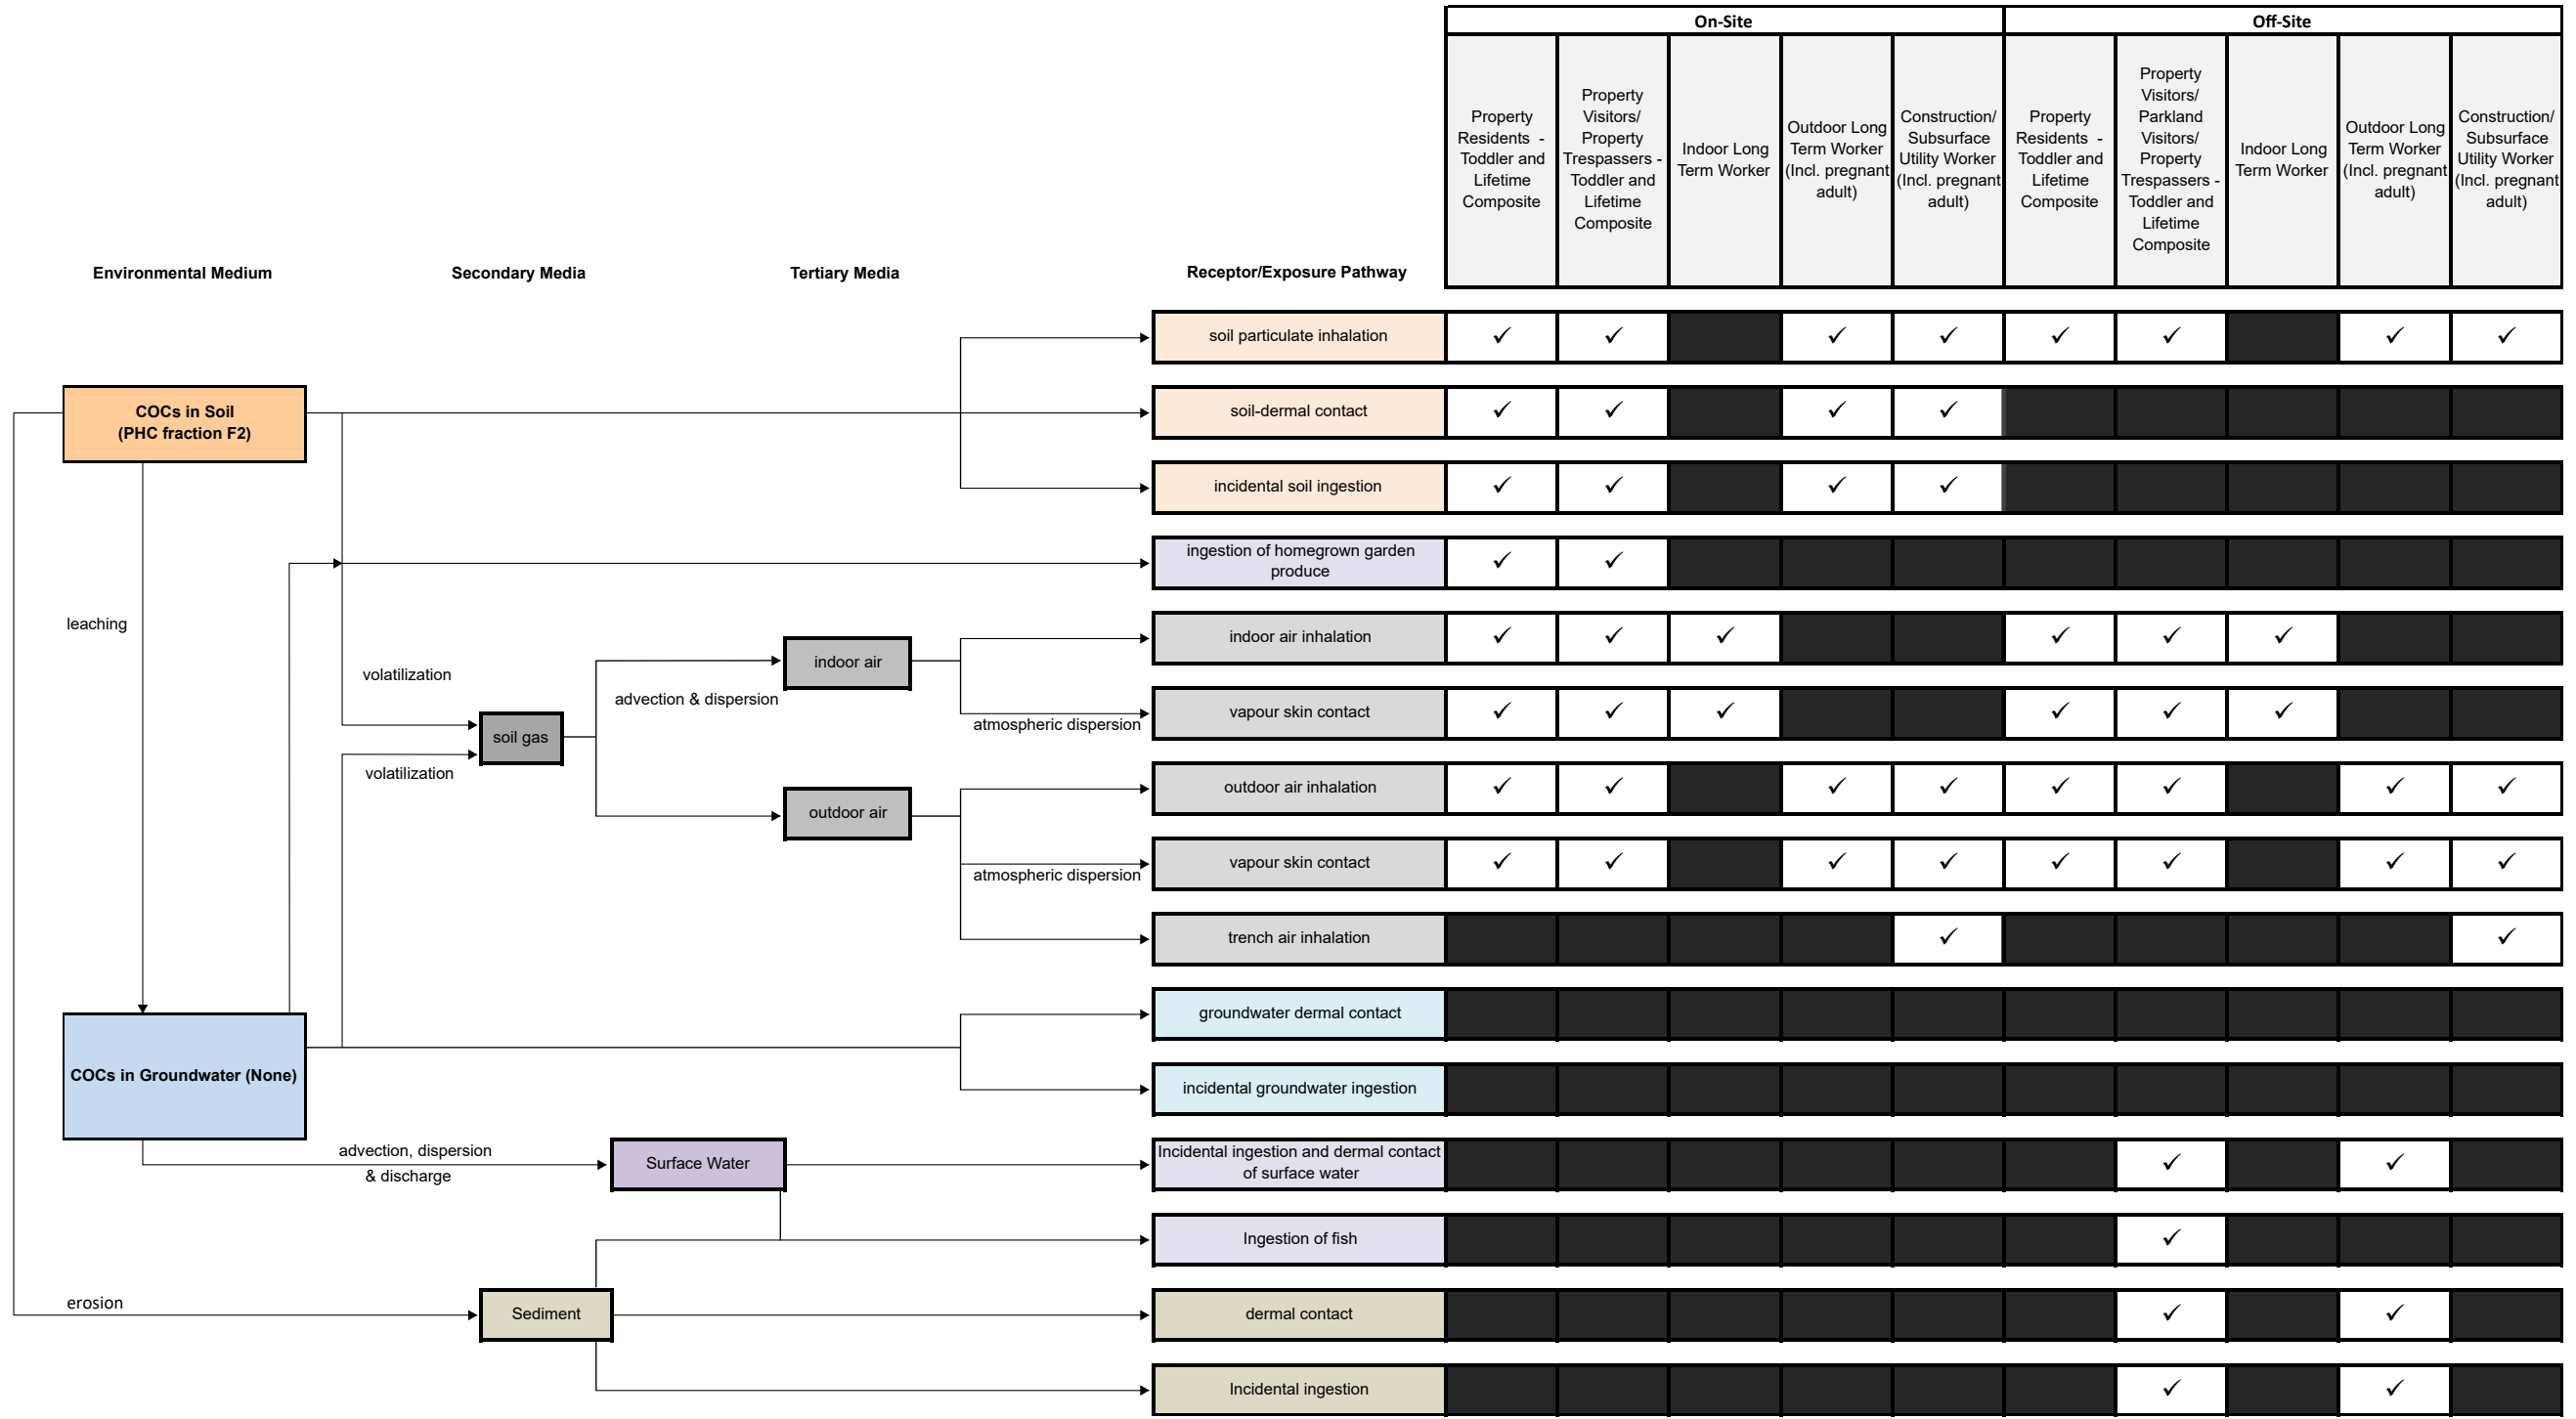 On-Site
Off-Site
Property
Residents -
Toddler and
Lifetime
Composite
Property
Visitors/
Property
Trespassers -
Toddler and
Lifetime
Composite
Indoor Long
Term Worker
Outdoor Long
Term Worker
(Incl. pregnant
adult)
Construction/
Subsurface
Utility Worker
(Incl. pregnant
adult)
Property
Residents -
Toddler and
Lifetime
Composite
Property
Visitors/
Parkland
Visitors/
Property
Trespassers -
Toddler and
Lifetime
Composite
Indoor Long
Term Worker
Outdoor Long
Term Worker
(Incl. pregnant
adult)
Construction/
Subsurface
Utility Worker
(Incl. pregnant
adult)
Environmental Medium
Secondary Media
Tertiary Media
Receptor/Exposure Pathway
soil particulate inhalation
✓ ✓ ✓ ✓ ✓ ✓ ✓ ✓
COCs in Soil
(PHC fraction F2)
soil-dermal contact
✓ ✓ ✓ ✓
incidental soil ingestion
✓ ✓ ✓ ✓
ingestion of homegrown garden
produce
✓ ✓
leaching
volatilization
indoor air
indoor air inhalation
✓ ✓ ✓ ✓ ✓ ✓
advection & dispersion
soil gas
atmospheric dispersion
vapour skin contact
✓ ✓ ✓ ✓ ✓ ✓
volatilization
outdoor air
outdoor air inhalation
✓ ✓ ✓ ✓ ✓ ✓ ✓ ✓
atmospheric dispersion
vapour skin contact
✓ ✓ ✓ ✓ ✓ ✓ ✓ ✓
trench air inhalation
✓ ✓
COCs in Groundwater (None)
groundwater dermal contact
incidental groundwater ingestion
advection, dispersion
& discharge
Surface Water
Incidental ingestion and dermal contact
of surface water
✓ ✓
Ingestion of fish
✓
erosion
Sediment
dermal contact
✓ ✓
Incidental ingestion
✓ ✓